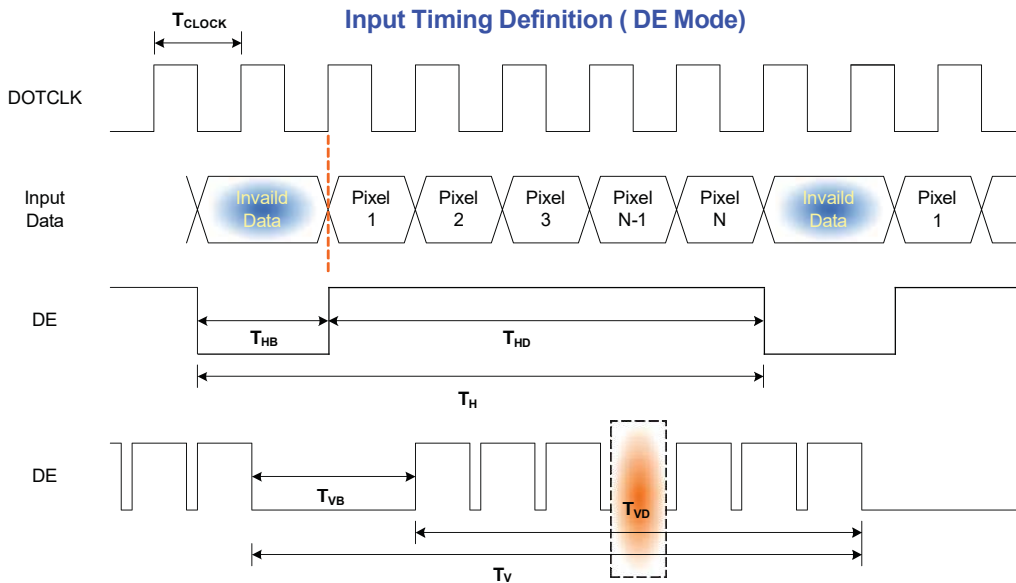 Input Timing Definition ( DE Mode)
TCLOCK
DOTCLK
Input
Data
Invaild
Data
Pixel
1
Pixel
2
Pixel
3
Pixel
N-1
Pixel
N
Invaild
Data
Pixel
1
DE
THB
THD
TH
DE
TVB
TVD
TV